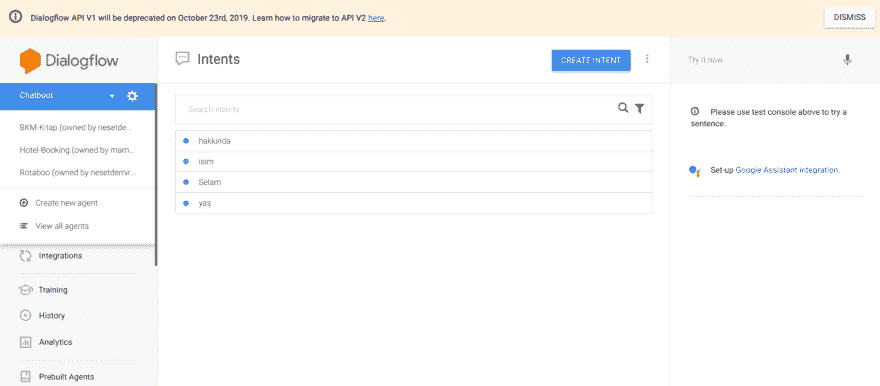 Dialogflow API V1 will be deprecated on October 23rd, 2019. Learn how to migrate to API V2 here.
DISMISS
Dialogflow
Chatboot
BKM-Kitap (owned by nesetde...
Hotel-Booking (owned by marn...
Rotaboo (owned by nesetdemir...
Create new agent
View all agents
Integrations
Training
History
Analytics
Prebuilt Agents
Intents
CREATE INTENT
Search intents
hakkında
isim
Selam
yaş
Try it now
Please use test console above to try a
sentence.
Set-up Google Assistant integration.